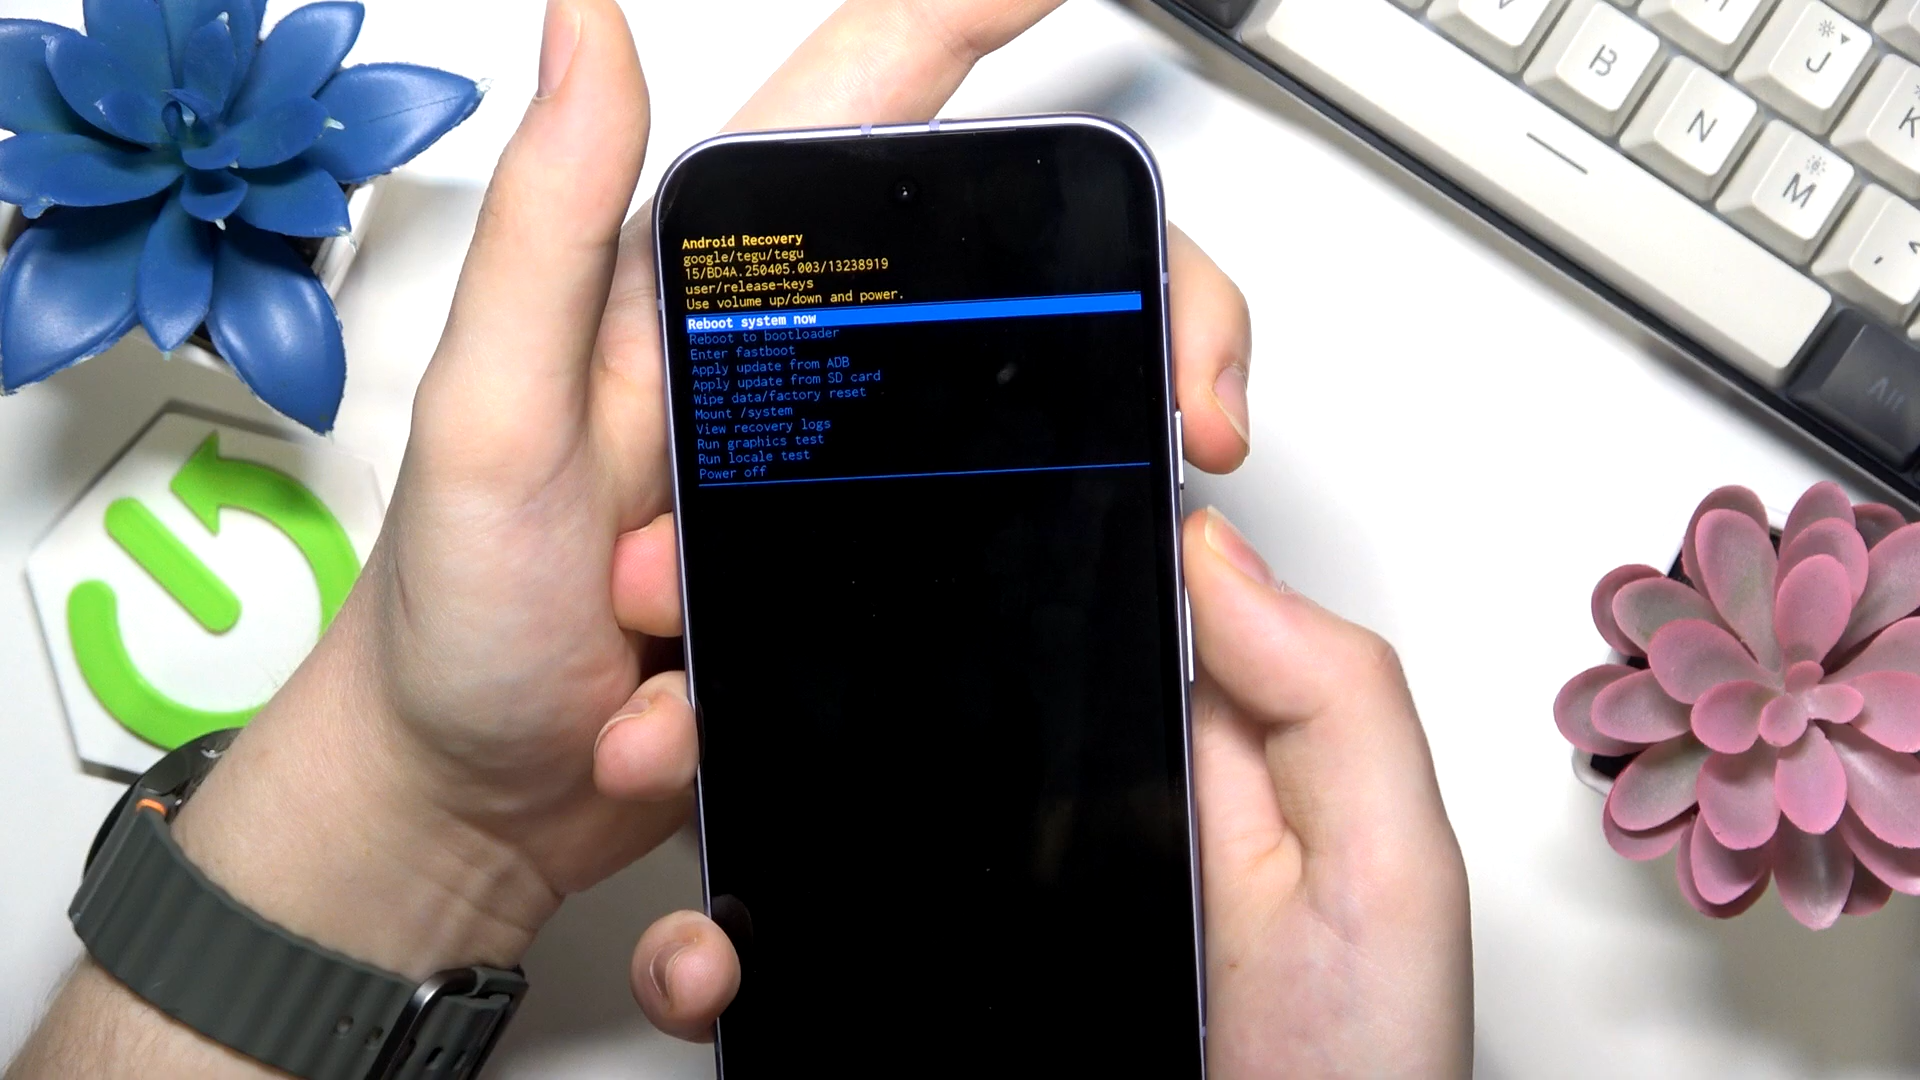 Android Recovery
google/tegu/tegu
15/BD4A.250405.003/13238919
user/release-keys
Use volume up/down and power.
Reboot system now
Reboot to bootloader
Enter fastboot
Apply update from ADB
Apply update from SD card
Wipe data/factory reset
Mount /system
View recovery logs
Run graphics test
Run locale test
Power off
B
N
M
J
K
Alt